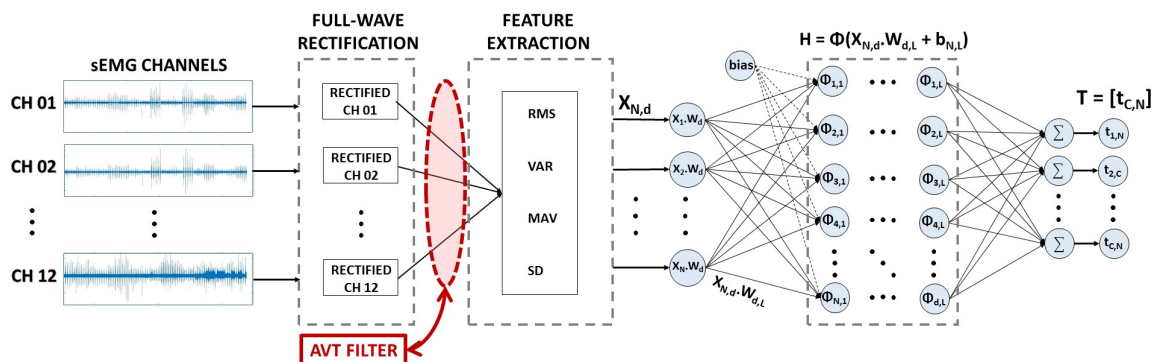 FULL-WAVE
RECTIFICATION
FEATURE
EXTRACTION
H = Φ(X_{N,d}.W_{d,L} + b_{N,L})
sEMG CHANNELS
CH 01
CH 02
CH 12
RECTIFIED
CH 01
RECTIFIED
CH 02
RECTIFIED
CH 12
AVT FILTER
RMS
VAR
MAV
SD
X_{N,d}
bias
X_1.W_d
X_2.W_d
X_N.W_d
X_{N,d}.W_{d,L}
Φ_{1,1}
Φ_{1,L}
Φ_{2,1}
Φ_{2,L}
Φ_{3,1}
Φ_{3,L}
Φ_{4,1}
Φ_{4,L}
Φ_{N,1}
Φ_{d,L}
T = [t_{C,N}]
Σ
t_{1,N}
Σ
t_{2,C}
Σ
t_{C,N}